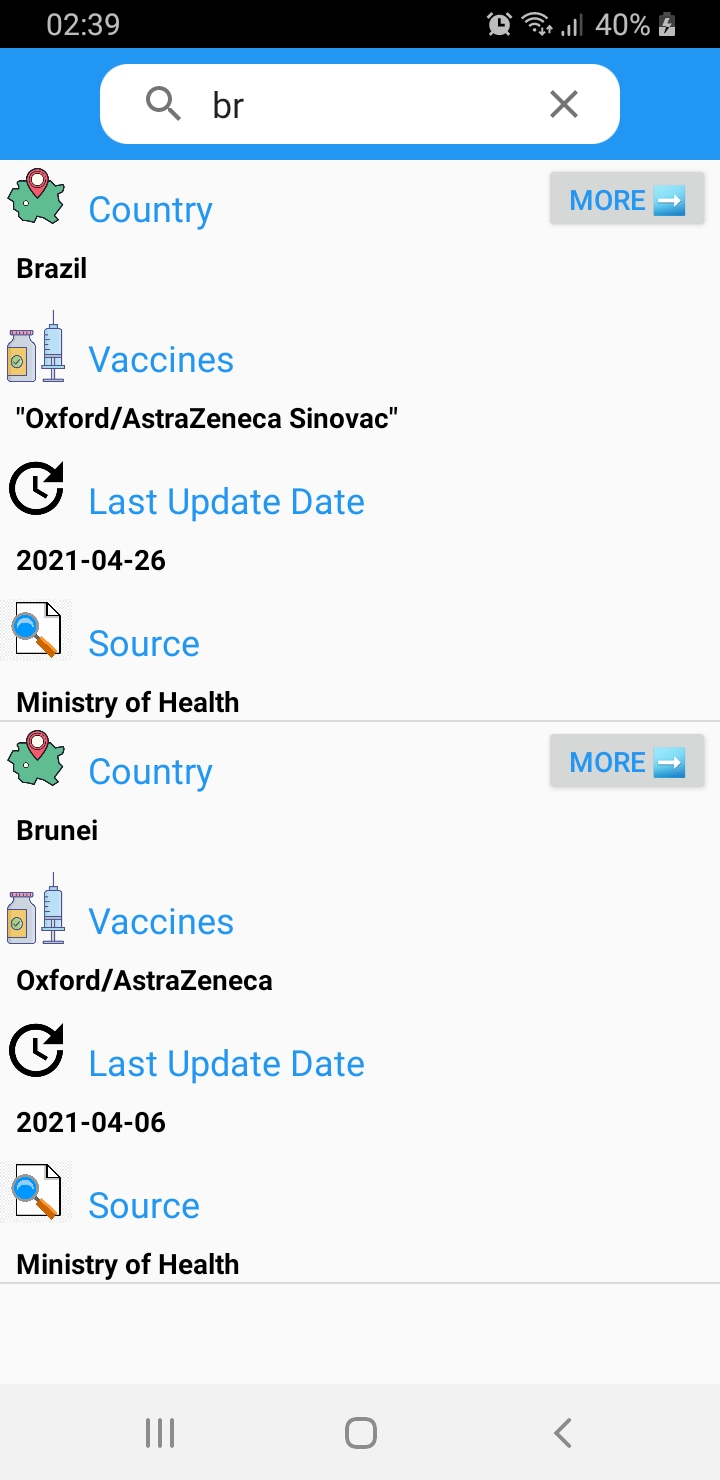 02:39 40%
br
Country MORE ➡
Brazil
Vaccines
"Oxford/AstraZeneca Sinovac"
Last Update Date
2021-04-26
Source
Ministry of Health
Country MORE ➡
Brunei
Vaccines
Oxford/AstraZeneca
Last Update Date
2021-04-06
Source
Ministry of Health